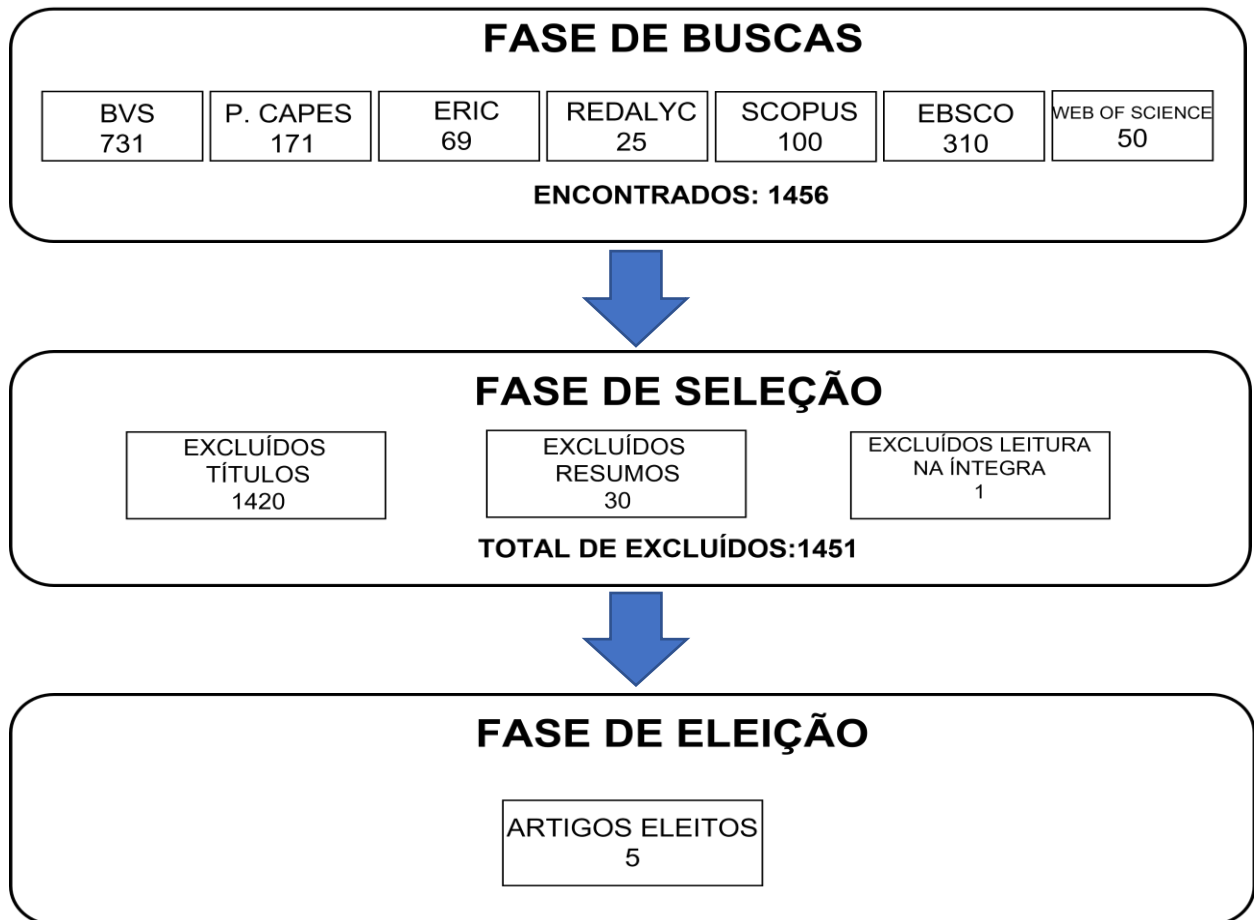 FASE DE BUSCAS
BVS
731
P. CAPES
171
ERIC
69
REDALYC
25
SCOPUS
100
EBSCO
310
WEB OF SCIENCE
50
ENCONTRADOS: 1456
FASE DE SELEÇÃO
EXCLUÍDOS
TÍTULOS
1420
EXCLUÍDOS
RESUMOS
30
EXCLUÍDOS LEITURA
NA ÍNTEGRA
1
TOTAL DE EXCLUÍDOS:1451
FASE DE ELEIÇÃO
ARTIGOS ELEITOS
5